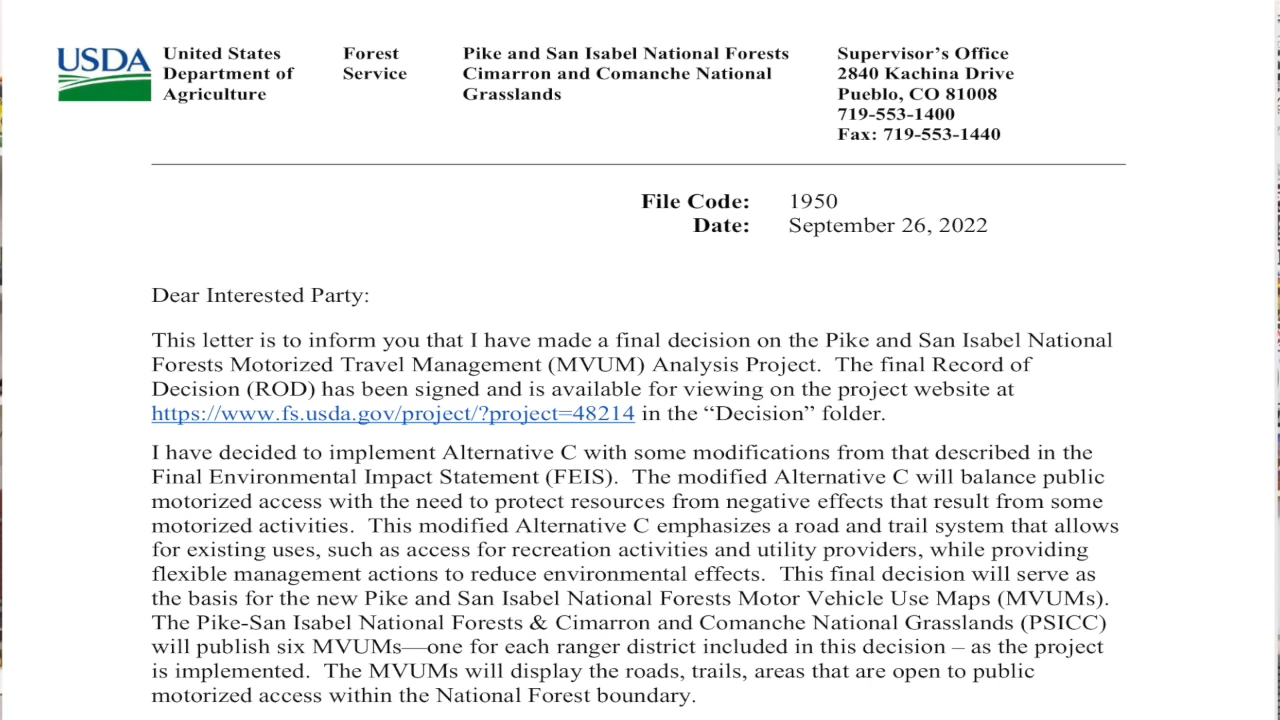 USDA United States Forest Pike and San Isabel National Forests Supervisor's Office
Department of Service Cimarron and Comanche National 2840 Kachina Drive
Agriculture Grasslands Pueblo, CO 81008
719-553-1400
Fax: 719-553-1440
File Code: 1950
Date: September 26, 2022
Dear Interested Party:
This letter is to inform you that I have made a final decision on the Pike and San Isabel National
Forests Motorized Travel Management (MVUM) Analysis Project.  The final Record of
Decision (ROD) has been signed and is available for viewing on the project website at
https://www.fs.usda.gov/project/?project=48214 in the “Decision” folder.
I have decided to implement Alternative C with some modifications from that described in the
Final Environmental Impact Statement (FEIS).  The modified Alternative C will balance public
motorized access with the need to protect resources from negative effects that result from some
motorized activities.  This modified Alternative C emphasizes a road and trail system that allows
for existing uses, such as access for recreation activities and utility providers, while providing
flexible management actions to reduce environmental effects.  This final decision will serve as
the basis for the new Pike and San Isabel National Forests Motor Vehicle Use Maps (MVUMs).
The Pike-San Isabel National Forests & Cimarron and Comanche National Grasslands (PSICC)
will publish six MVUMs—one for each ranger district included in this decision – as the project
is implemented.  The MVUMs will display the roads, trails, areas that are open to public
motorized access within the National Forest boundary.